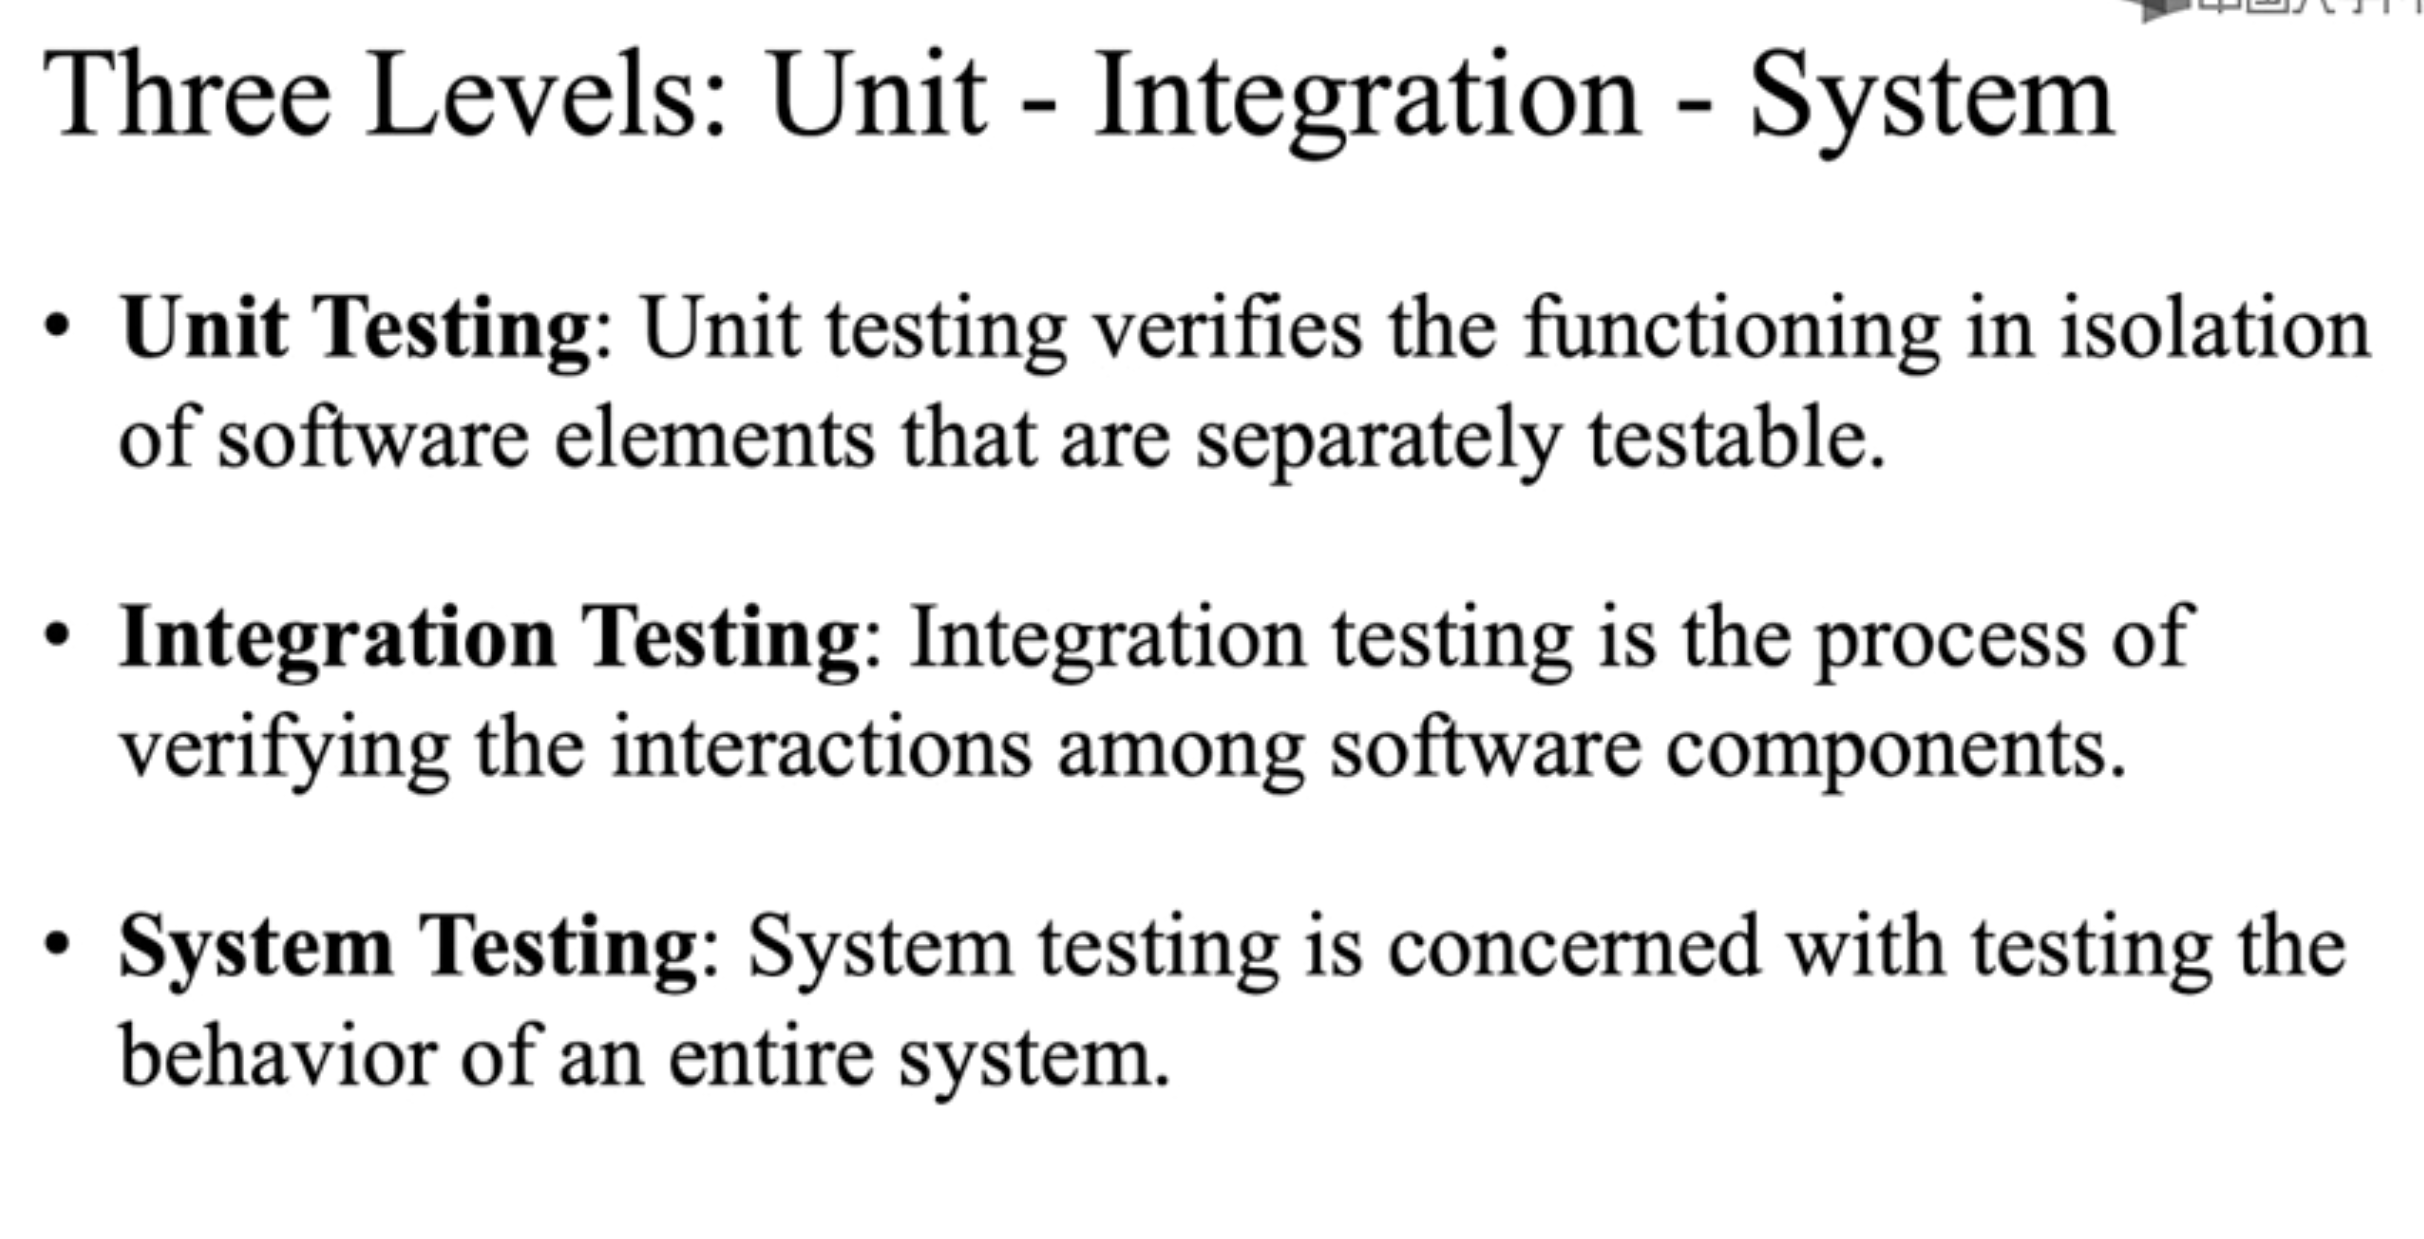 Three Levels: Unit - Integration - System
• Unit Testing: Unit testing verifies the functioning in isolation
of software elements that are separately testable.
• Integration Testing: Integration testing is the process of
verifying the interactions among software components.
• System Testing: System testing is concerned with testing the
behavior of an entire system.